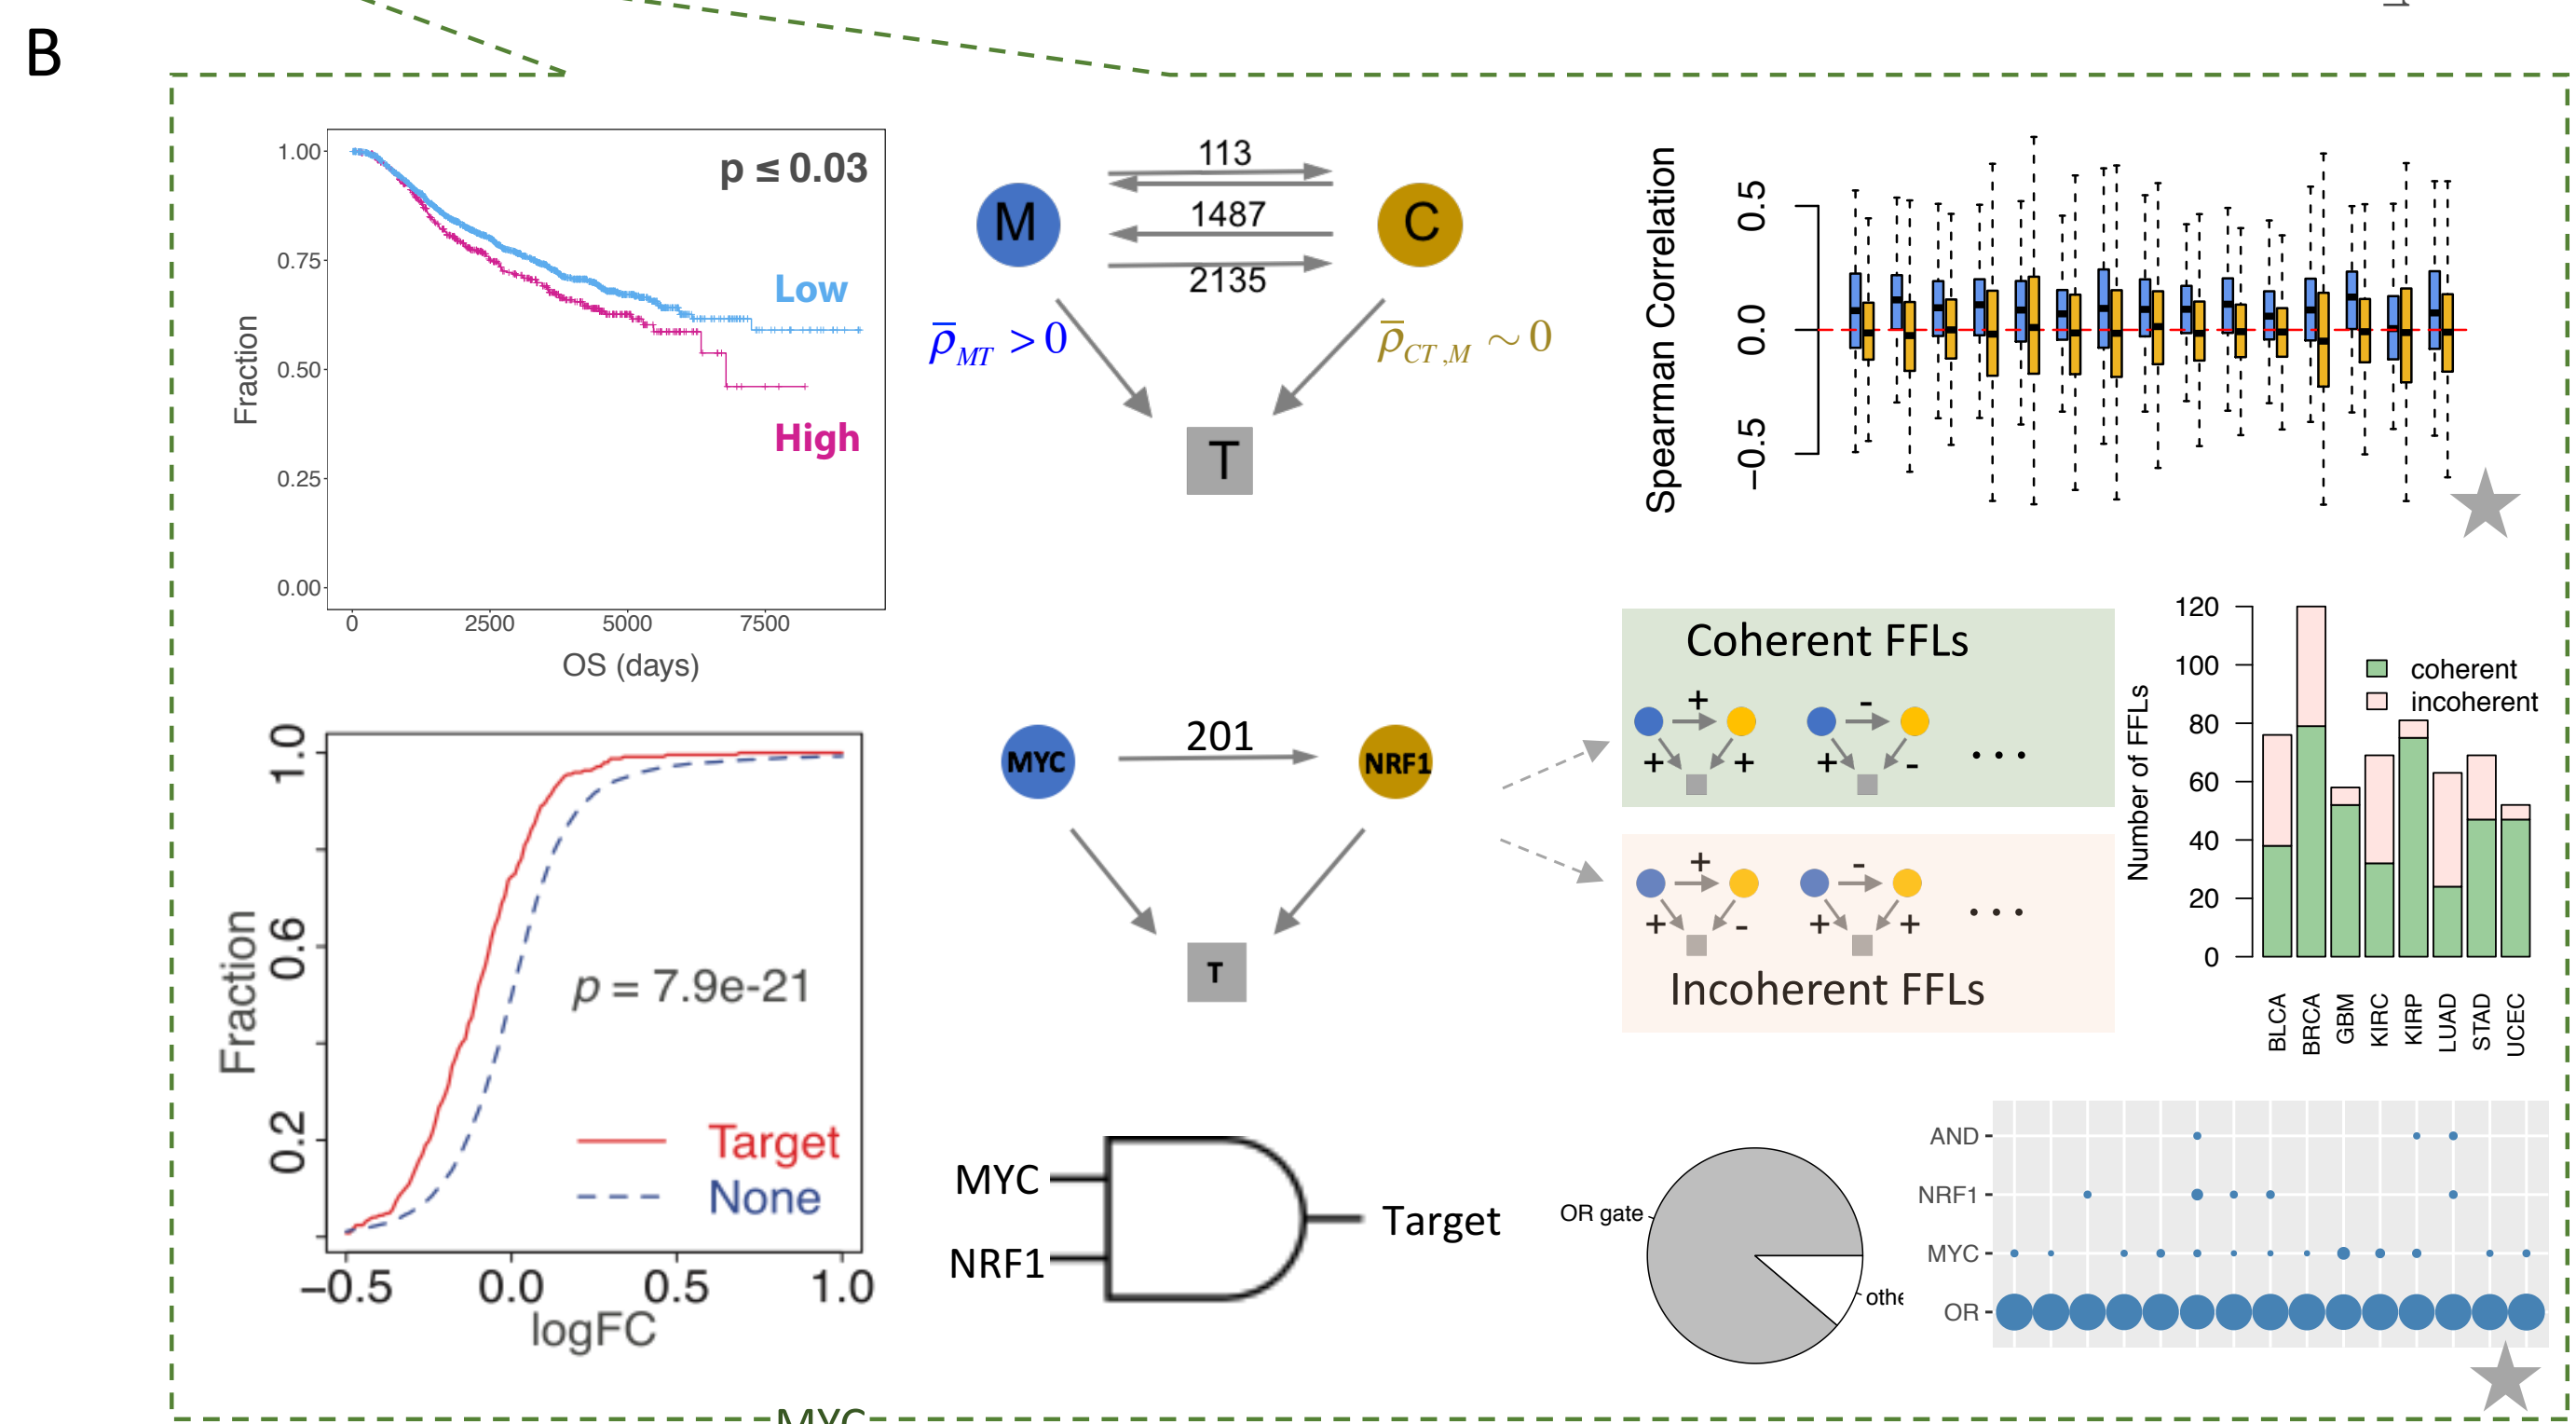 B
1.00
0.75
0.50
0.25
0.00
Fraction
0
2500
5000
7500
OS (days)
p ≤ 0.03
Low
High
M
C
113
1487
2135
ρ̄MT > 0
ρ̄CT,M ~ 0
T
Spearman Correlation
0.5
0.0
−0.5
1.0
0.6
0.2
Fraction
−0.5
0.0
0.5
1.0
logFC
p = 7.9e-21
Target
None
MYC
201
NRF1
T
Coherent FFLs
+
-
+
+
+
-
...
+
-
+
-
+
+
...
Incoherent FFLs
Number of FFLs
120
100
80
60
40
20
0
coherent
incoherent
BLCA
BRCA
GBM
KIRC
KIRP
LUAD
STAD
UCEC
MYC
NRF1
Target
OR gate
AND
NRF1
MYC
OR
MYC